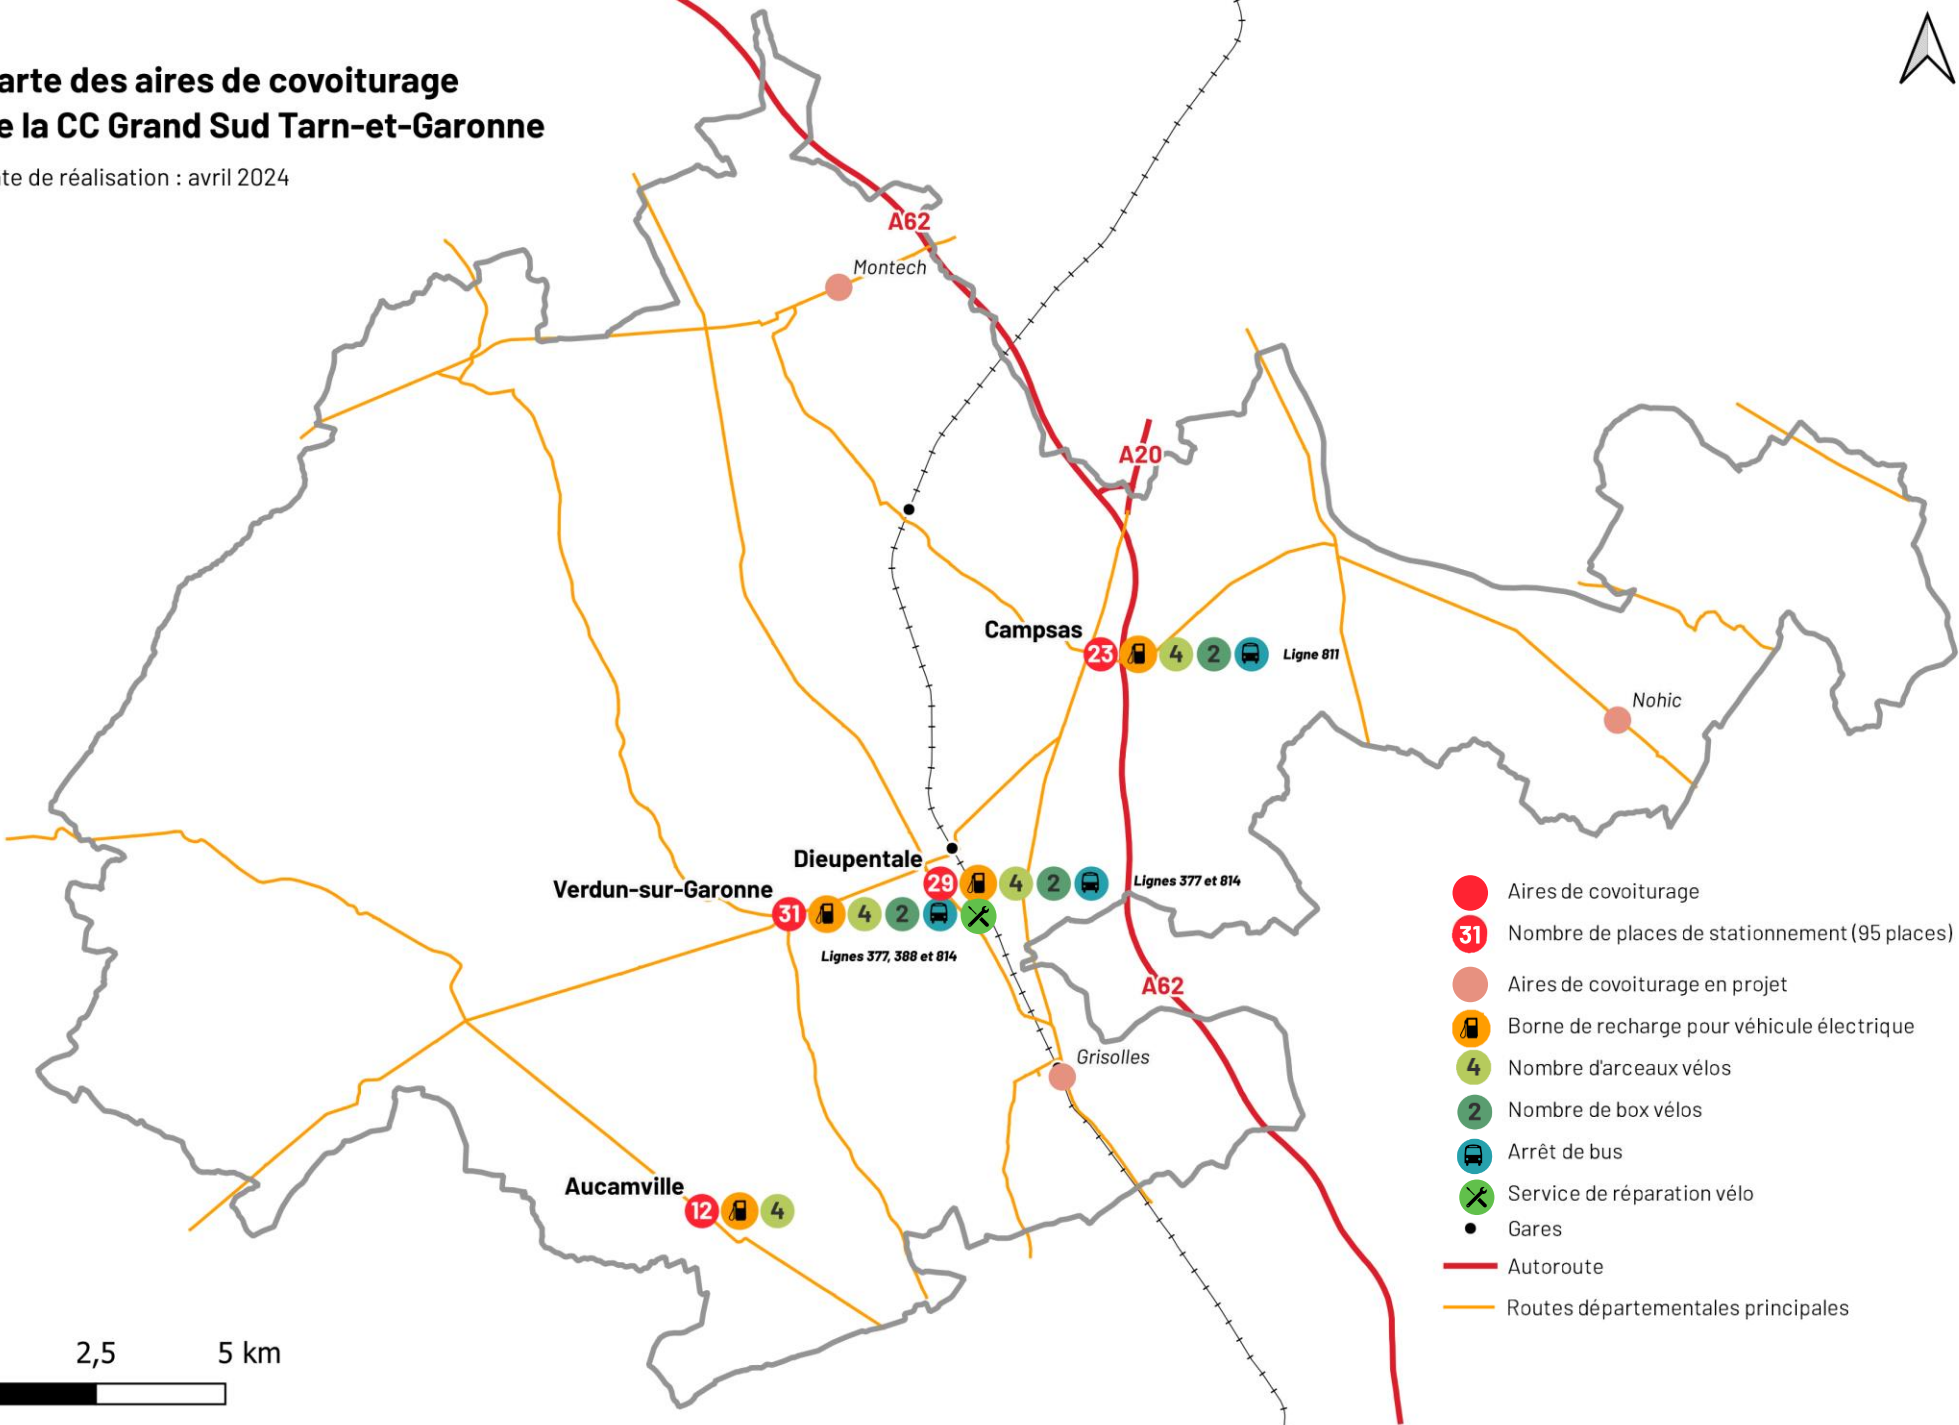 arte des aires de covoiturage
e la CC Grand Sud Tarn-et-Garonne
te de réalisation : avril 2024
A62
Montech
A20
Campsas
23
4
2
Ligne 811
Nohic
Dieupentale
29
4
2
Lignes 377 et 814
Verdun-sur-Garonne
31
4
2
Lignes 377, 388 et 814
A62
Grisolles
Aucamville
12
4
Aires de covoiturage
31 Nombre de places de stationnement (95 places)
Aires de covoiturage en projet
Borne de recharge pour véhicule électrique
4 Nombre d'arceaux vélos
2 Nombre de box vélos
Arrêt de bus
Service de réparation vélo
Gares
Autoroute
Routes départementales principales
2,5 5 km